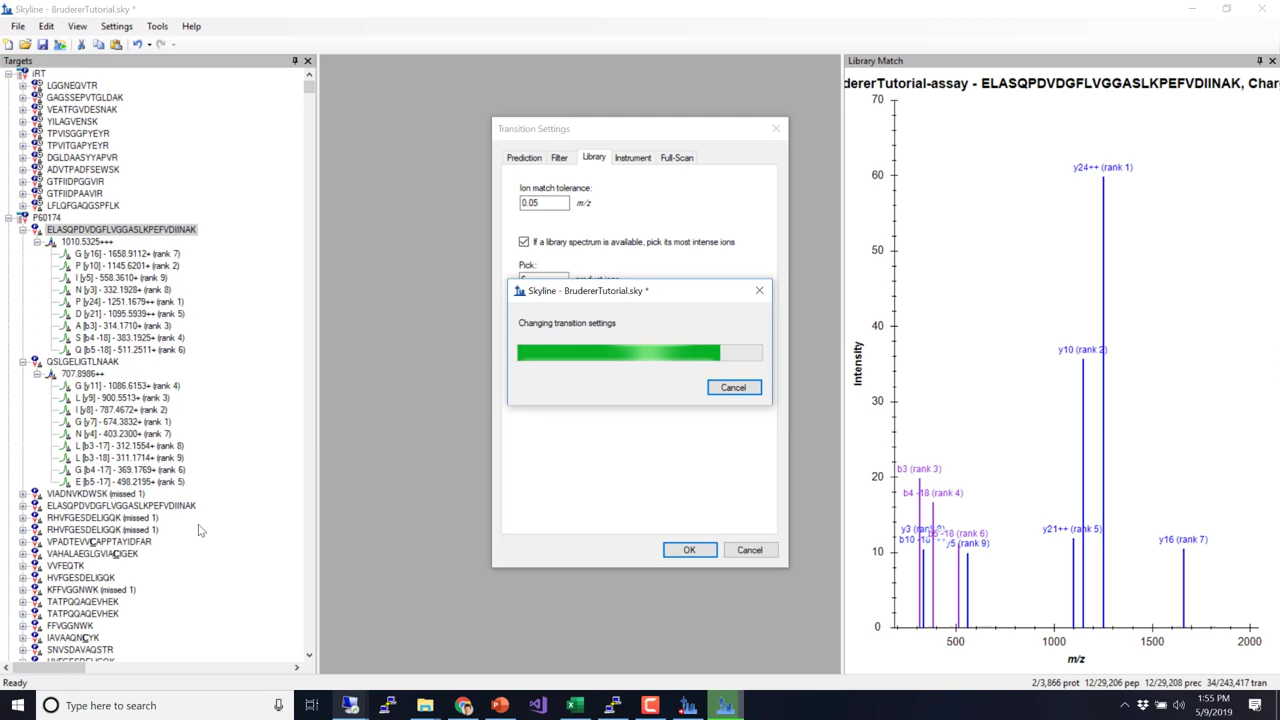 Skyline - BrudererTutorial.sky *
File Edit View Settings Tools Help
Targets
iRT
LGGNEQVTR
GAGSSEPVTGLDAK
VEATFGVDESNAK
YILAGVENSK
TPVISGGPYEYR
TPVITGAPYEYR
DGLDAASYYAPVR
ADVTPADFSEWSK
GTFIIDPGGVIR
GTFIIDPAAVIR
LFLQFGAQGSPFLK
P60174
ELASQPDVDGFLVGGASLKPEFVDIINAK
1010.5325+++
G [y16] - 1658.9112+ (rank 7)
P [y10] - 1145.6201+ (rank 2)
I [y5] - 558.3610+ (rank 9)
N [y3] - 332.1928+ (rank 8)
P [y24] - 1251.1679++ (rank 1)
D [y21] - 1095.5939++ (rank 5)
A [b3] - 314.1710+ (rank 3)
S [b4 -18] - 383.1925+ (rank 4)
Q [b5 -18] - 511.2511+ (rank 6)
QSLGELIGTLNAAK
707.8986++
G [y11] - 1086.6153+ (rank 4)
L [y9] - 900.5513+ (rank 3)
I [y8] - 787.4672+ (rank 2)
G [y7] - 674.3832+ (rank 1)
N [y4] - 403.2300+ (rank 7)
L [b3 -17] - 312.1554+ (rank 8)
L [b3 -18] - 311.1714+ (rank 9)
G [b4 -17] - 369.1769+ (rank 6)
E [b5 -17] - 498.2195+ (rank 5)
VIADNVKDWSK (missed 1)
ELASQPDVDGFLVGGASLKPEFVDIINAK
RHVFGESDELIGQK (missed 1)
RHVFGESDELIGQK (missed 1)
VPADTEVVCAPPTAYIDFAR
VAHALAEGLGVIACIGEK
VVFEQTK
HVFGESDELIGQK
KFFVGGNWK (missed 1)
TATPQQAQEVHEK
TATPQQAQEVHEK
FFVGGNWK
IAVAAQNCYK
SNVSDAVAQSTR
Transition Settings
Prediction Filter Library Instrument Full-Scan
Ion match tolerance:
0.05 m/z
If a library spectrum is available, pick its most intense ions
Pick:
Skyline - BrudererTutorial.sky *
Changing transition settings
Cancel
OK Cancel
Library Match
dererTutorial-assay - ELASQPDVDGFLVGGASLKPEFVDIINAK, Char
70
60
50
40
30
20
10
0
Intensity
y24++ (rank 1)
y10 (rank 2)
b3 (rank 3)
b4 -18 (rank 4)
y21++ (rank 5)
y5 (rank 9)
y16 (rank 7)
500 1000 1500 2000
m/z
Ready
2/3,866 prot 12/29,206 pep 12/29,208 prec 34/243,417 tran
Type here to search
1:55 PM
5/9/2019